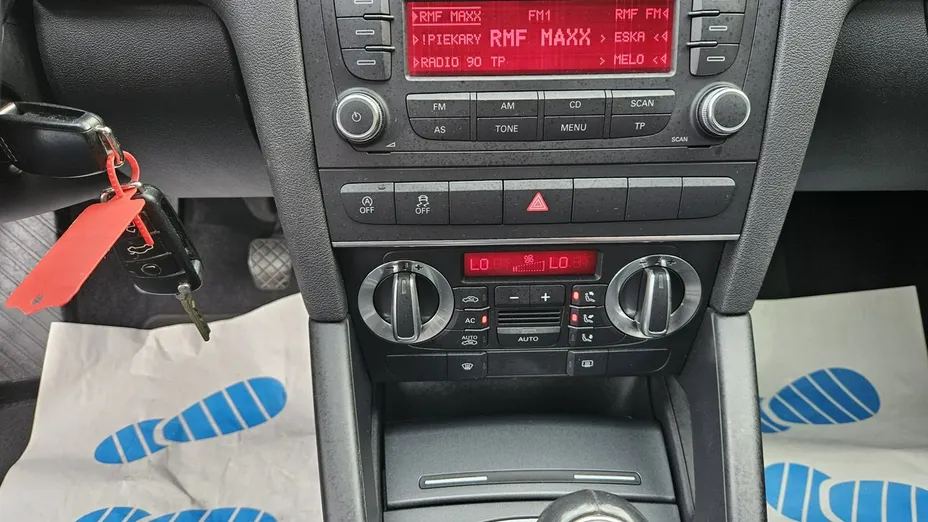 RMF MAXX FM1 RMF FM
!PIEKARY RMF MAXX > ESKA
RADIO 90 TP > MELO
FM AM CD SCAN
AS TONE MENU TP
SCAN
A OFF OFF
LO LO
- +
AC
AUTO AUTO